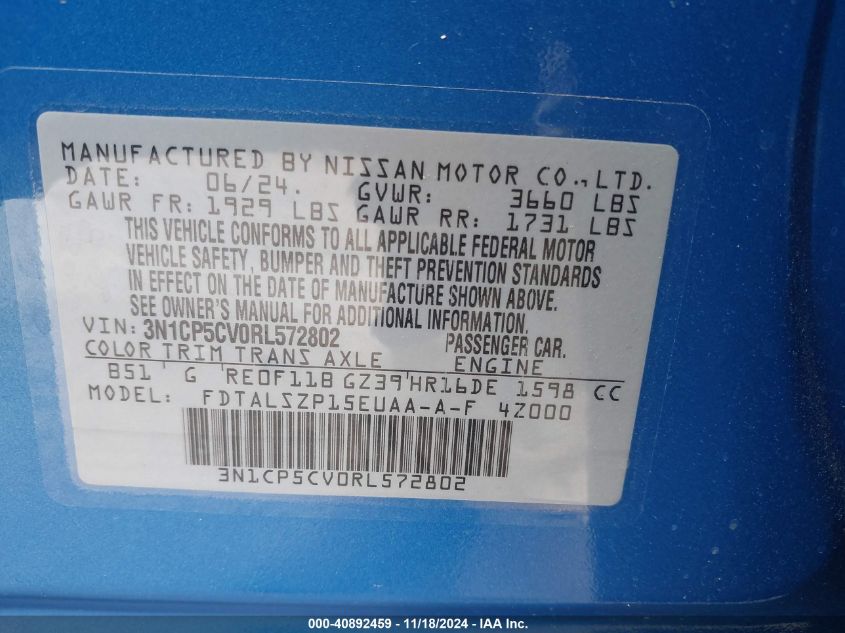 MANUFACTURED BY NISSAN MOTOR CO., LTD.
DATE: 06/24. GVWR: 3660 LBS
GAWR FR: 1929 LBS GAWR RR: 1731 LBS
THIS VEHICLE CONFORMS TO ALL APPLICABLE FEDERAL MOTOR
VEHICLE SAFETY, BUMPER AND THEFT PREVENTION STANDARDS
IN EFFECT ON THE DATE OF MANUFACTURE SHOWN ABOVE.
SEE OWNER'S MANUAL FOR ADDITIONAL INFORMATION.
VIN: 3N1CP5CV0RL572802 PASSENGER CAR.
COLOR TRIM TRANS AXLE ENGINE
B51 G RE0F11B GZ39 HR16DE 1598 CC
MODEL: FDTALSZP15EUAA-A-F 4Z000
3N1CP5CV0RL572802
000-40892459 - 11/18/2024 - IAA Inc.